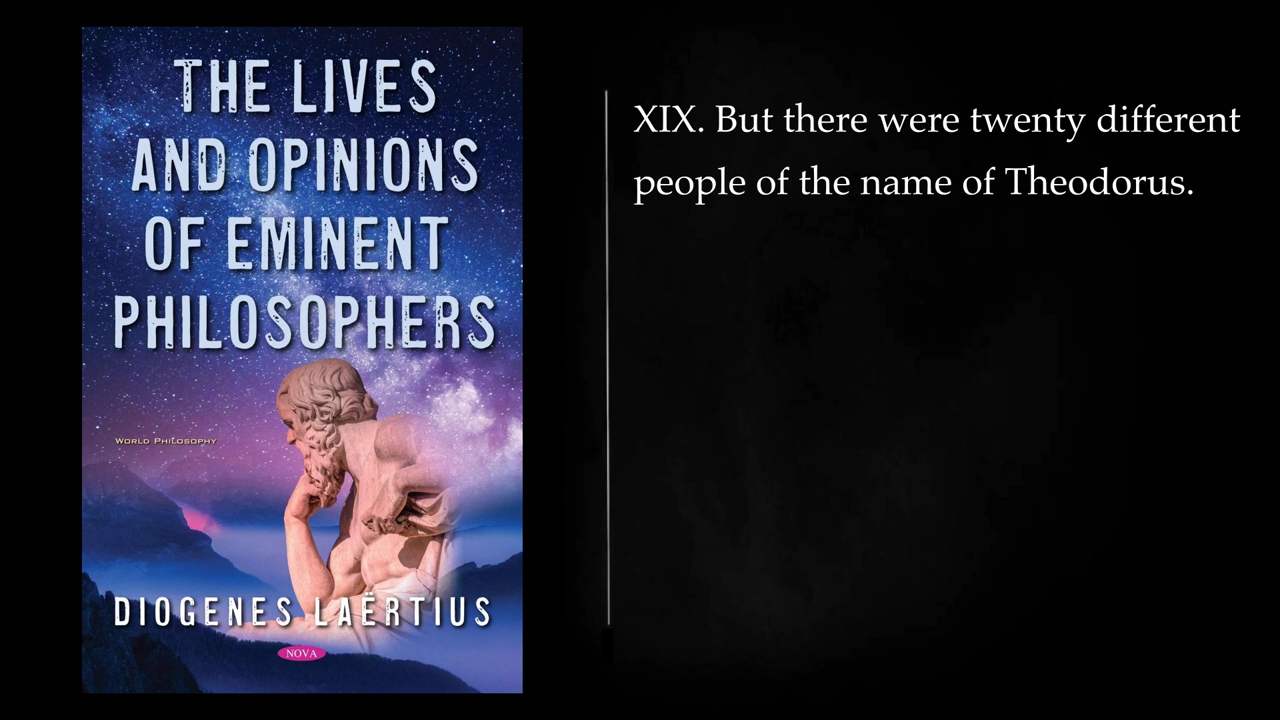 THE LIVES
AND OPINIONS
OF EMINENT
PHILOSOPHERS
WORLD PHILOSOPHY
DIOGENES LAËRTIUS
NOVA
XIX. But there were twenty different
people of the name of Theodorus.